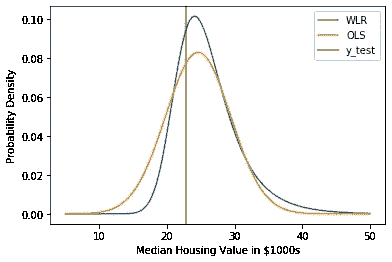 WLR
OLS
y_test
Probability Density
0.10
0.08
0.06
0.04
0.02
0.00
10 20 30 40 50
Median Housing Value in $1000s